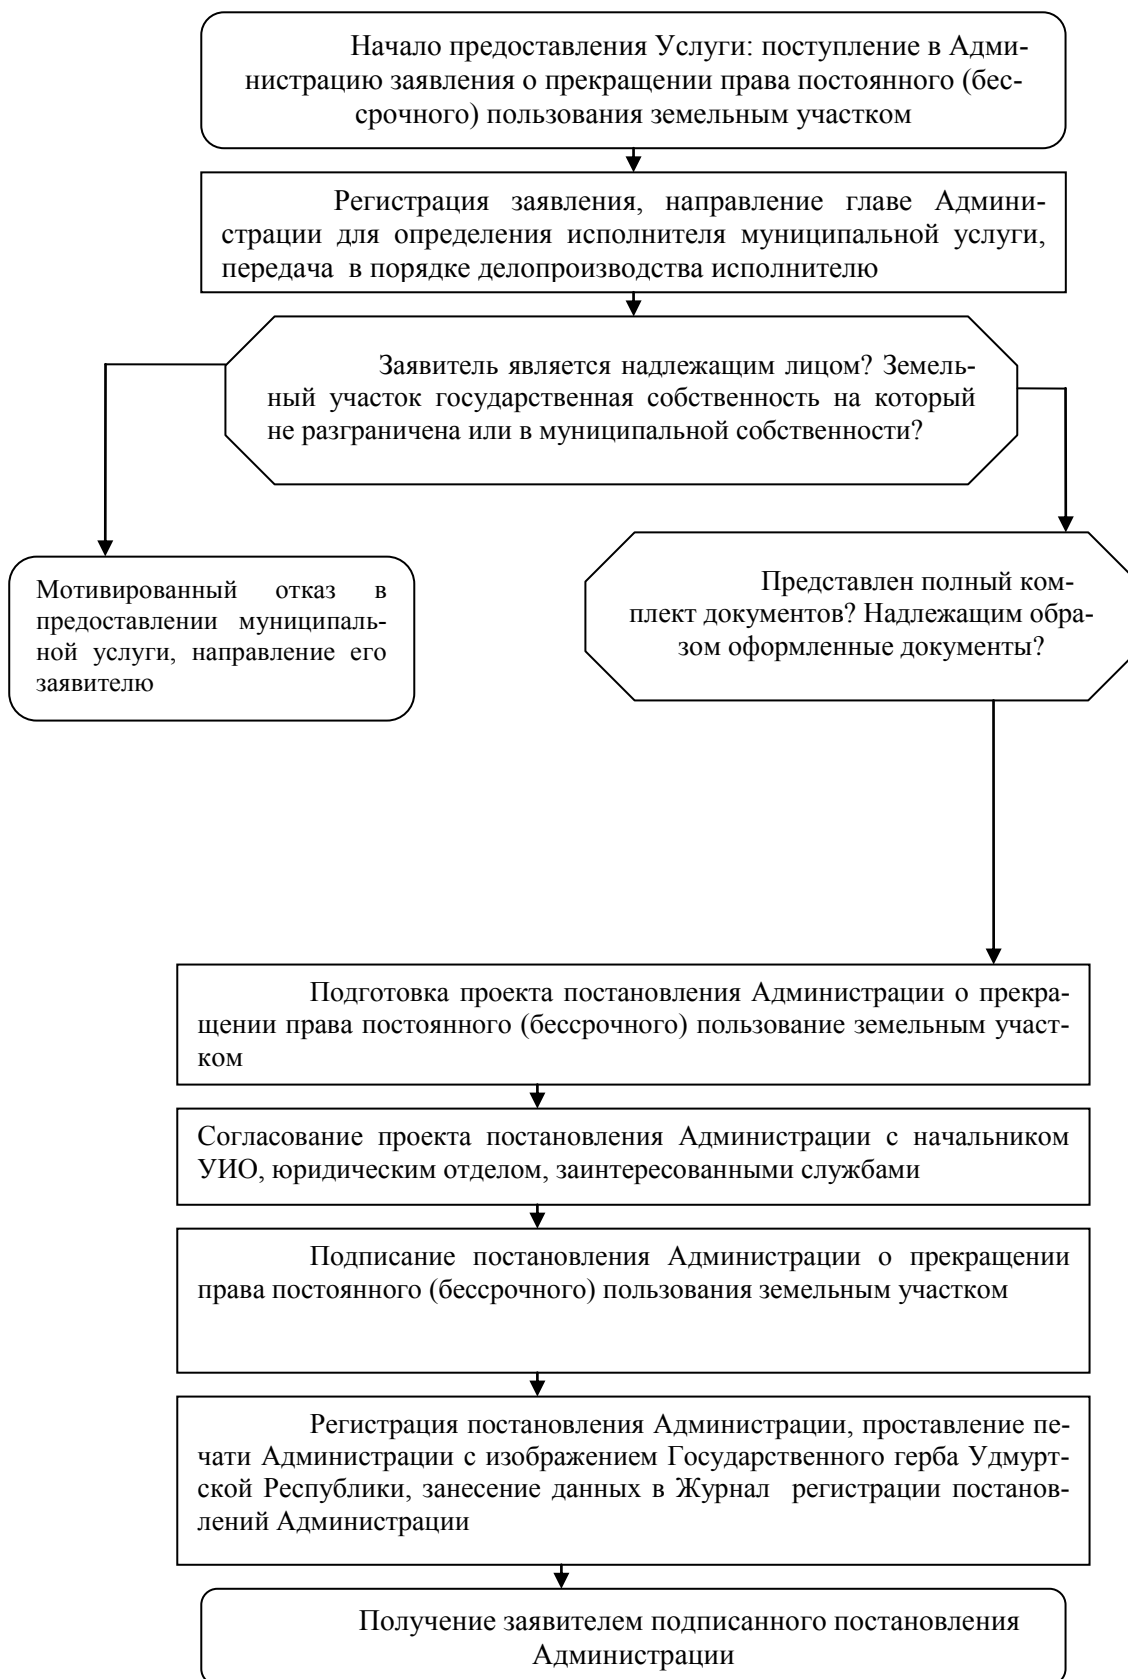 Начало предоставления Услуги: поступление в Адми-
нистрацию заявления о прекращении права постоянного (бес-
срочного) пользования земельным участком
Регистрация заявления, направление главе Админи-
страции для определения исполнителя муниципальной услуги,
передача в порядке делопроизводства исполнителю
Заявитель является надлежащим лицом? Земель-
ный участок государственная собственность на который
не разграничена или в муниципальной собственности?
Мотивированный отказ в
предоставлении муниципаль-
ной услуги, направление его
заявителю
Представлен полный ком-
плект документов? Надлежащим обра-
зом оформленные документы?
Подготовка проекта постановления Администрации о прекра-
щении права постоянного (бессрочного) пользование земельным участ-
ком
Согласование проекта постановления Администрации с начальником
УИО, юридическим отделом, заинтересованными службами
Подписание постановления Администрации о прекращении
права постоянного (бессрочного) пользования земельным участком
Регистрация постановления Администрации, проставление пе-
чати Администрации с изображением Государственного герба Удмурт-
ской Республики, занесение данных в Журнал регистрации постанов-
лений Администрации
Получение заявителем подписанного постановления
Администрации